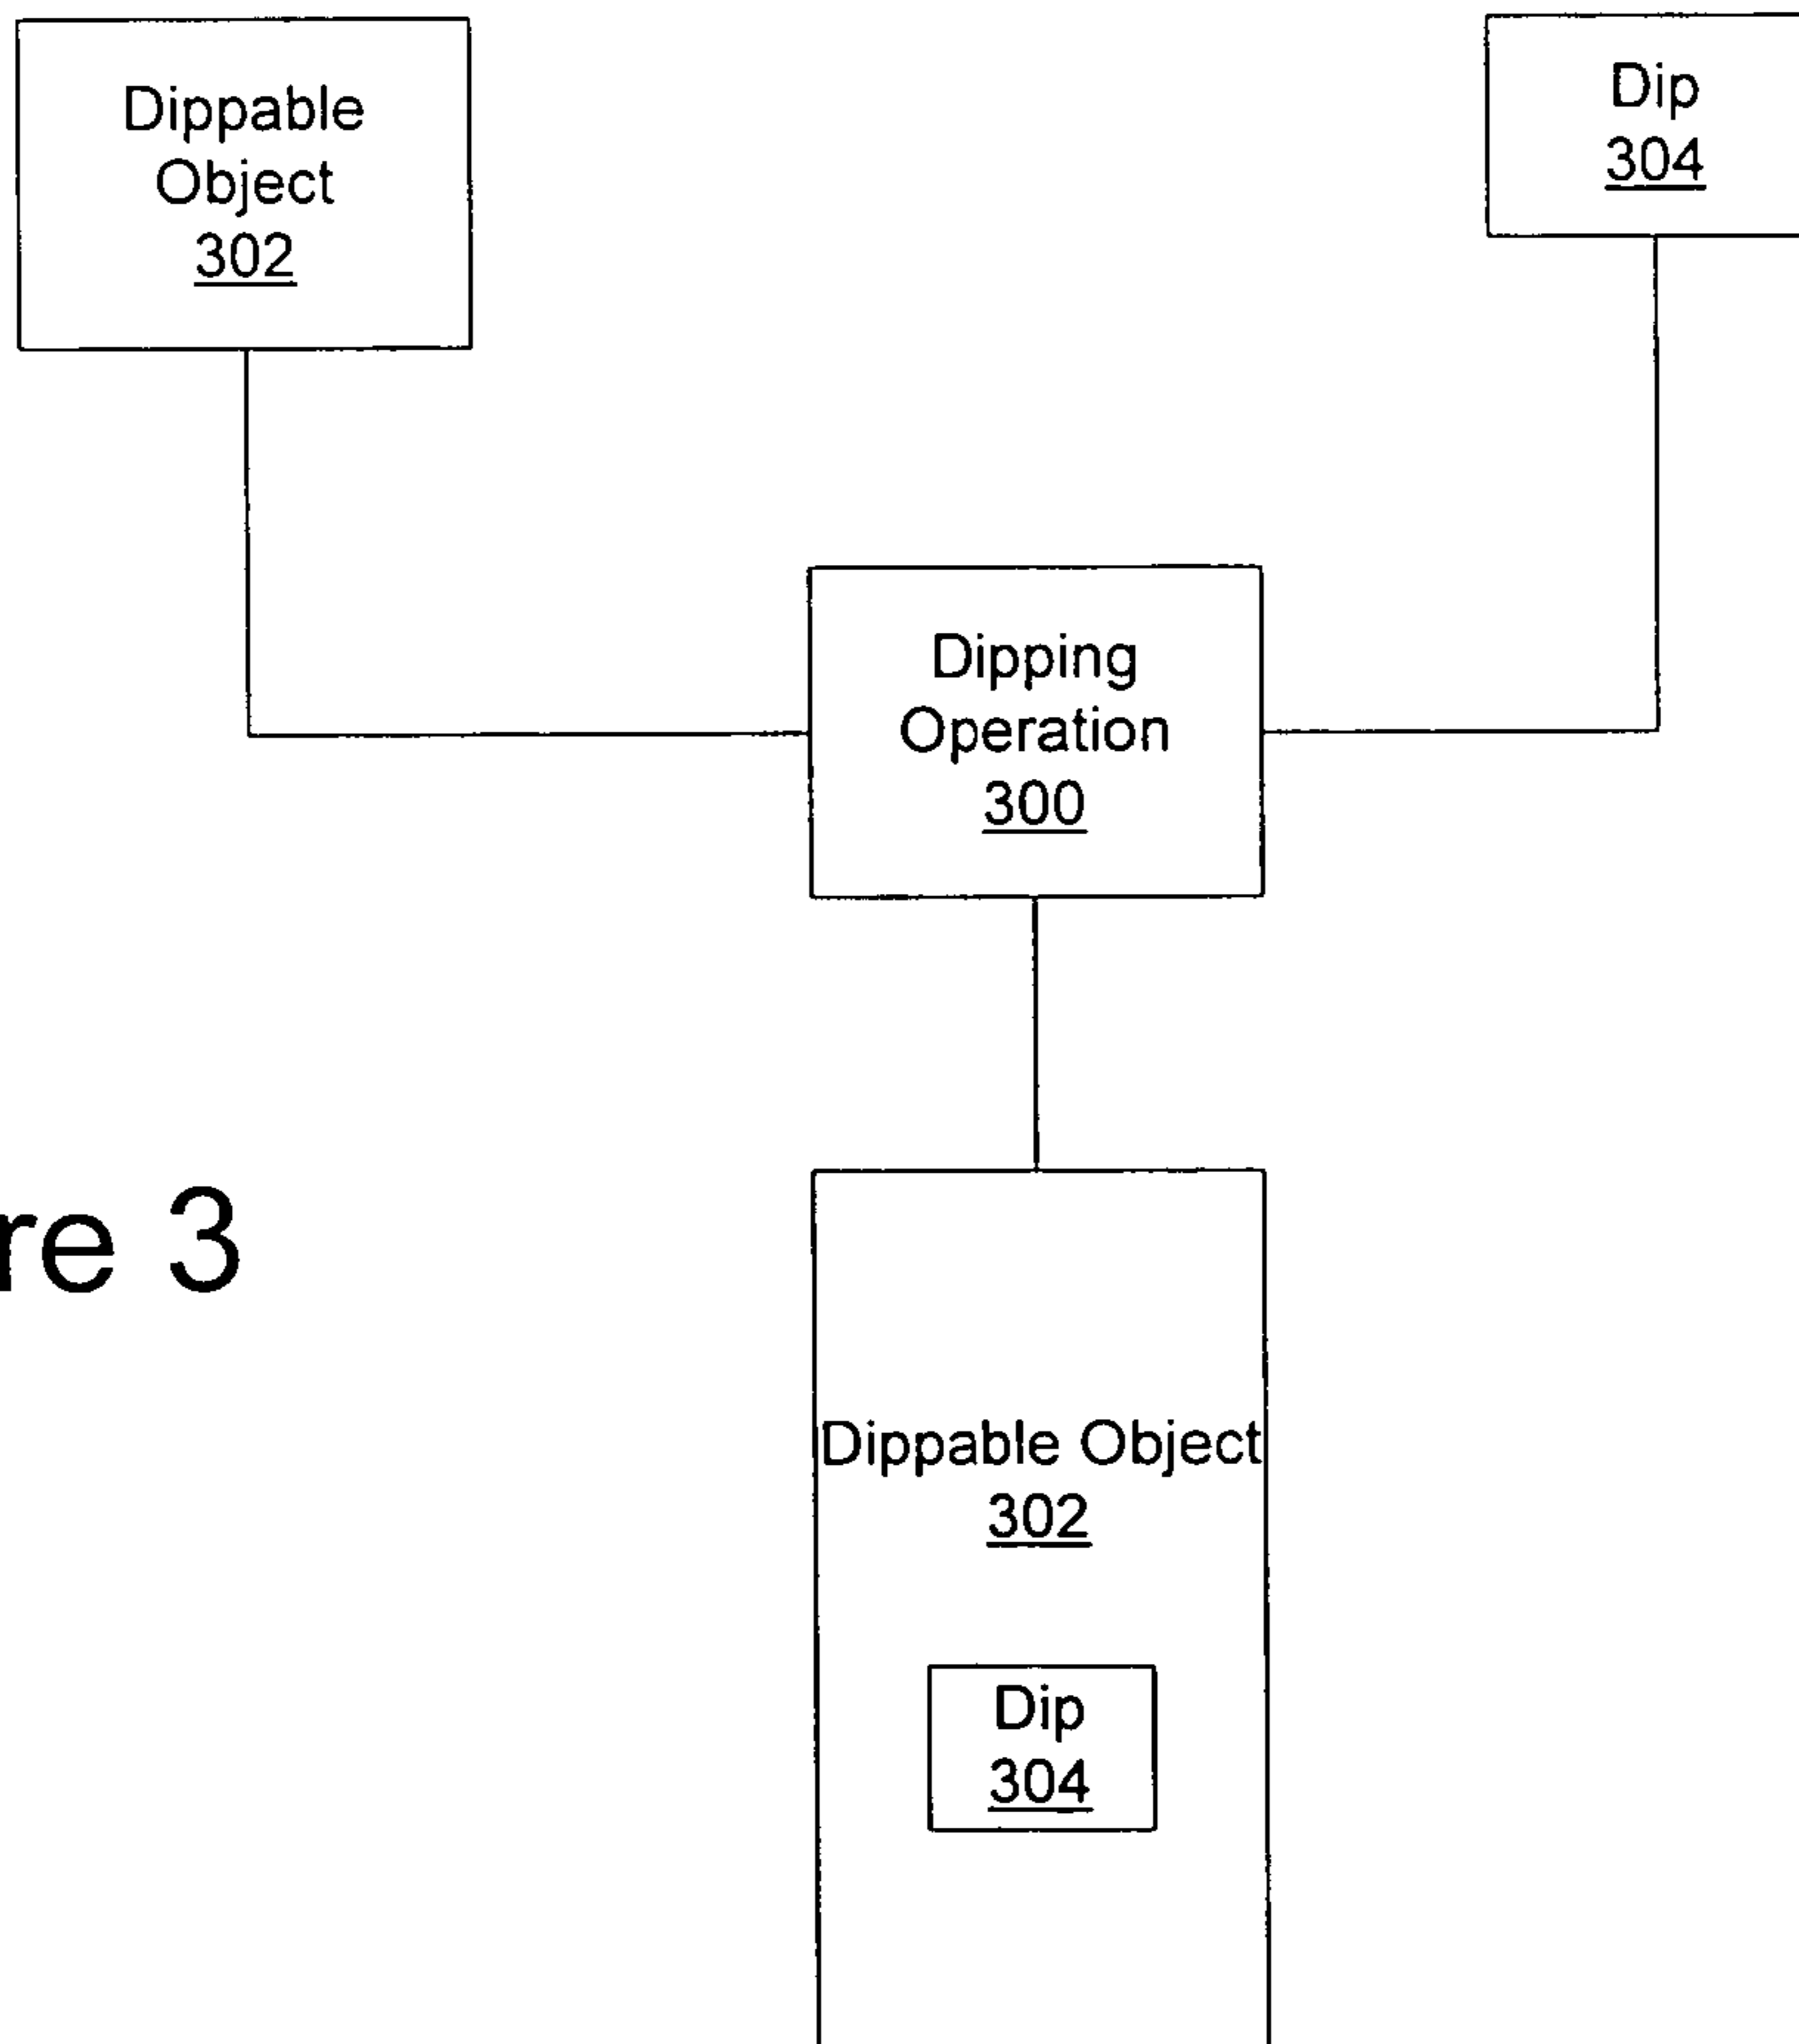 Dippable
Object
302
Dip
304
Dipping
Operation
300
re 3
Dippable Object
302
Dip
304